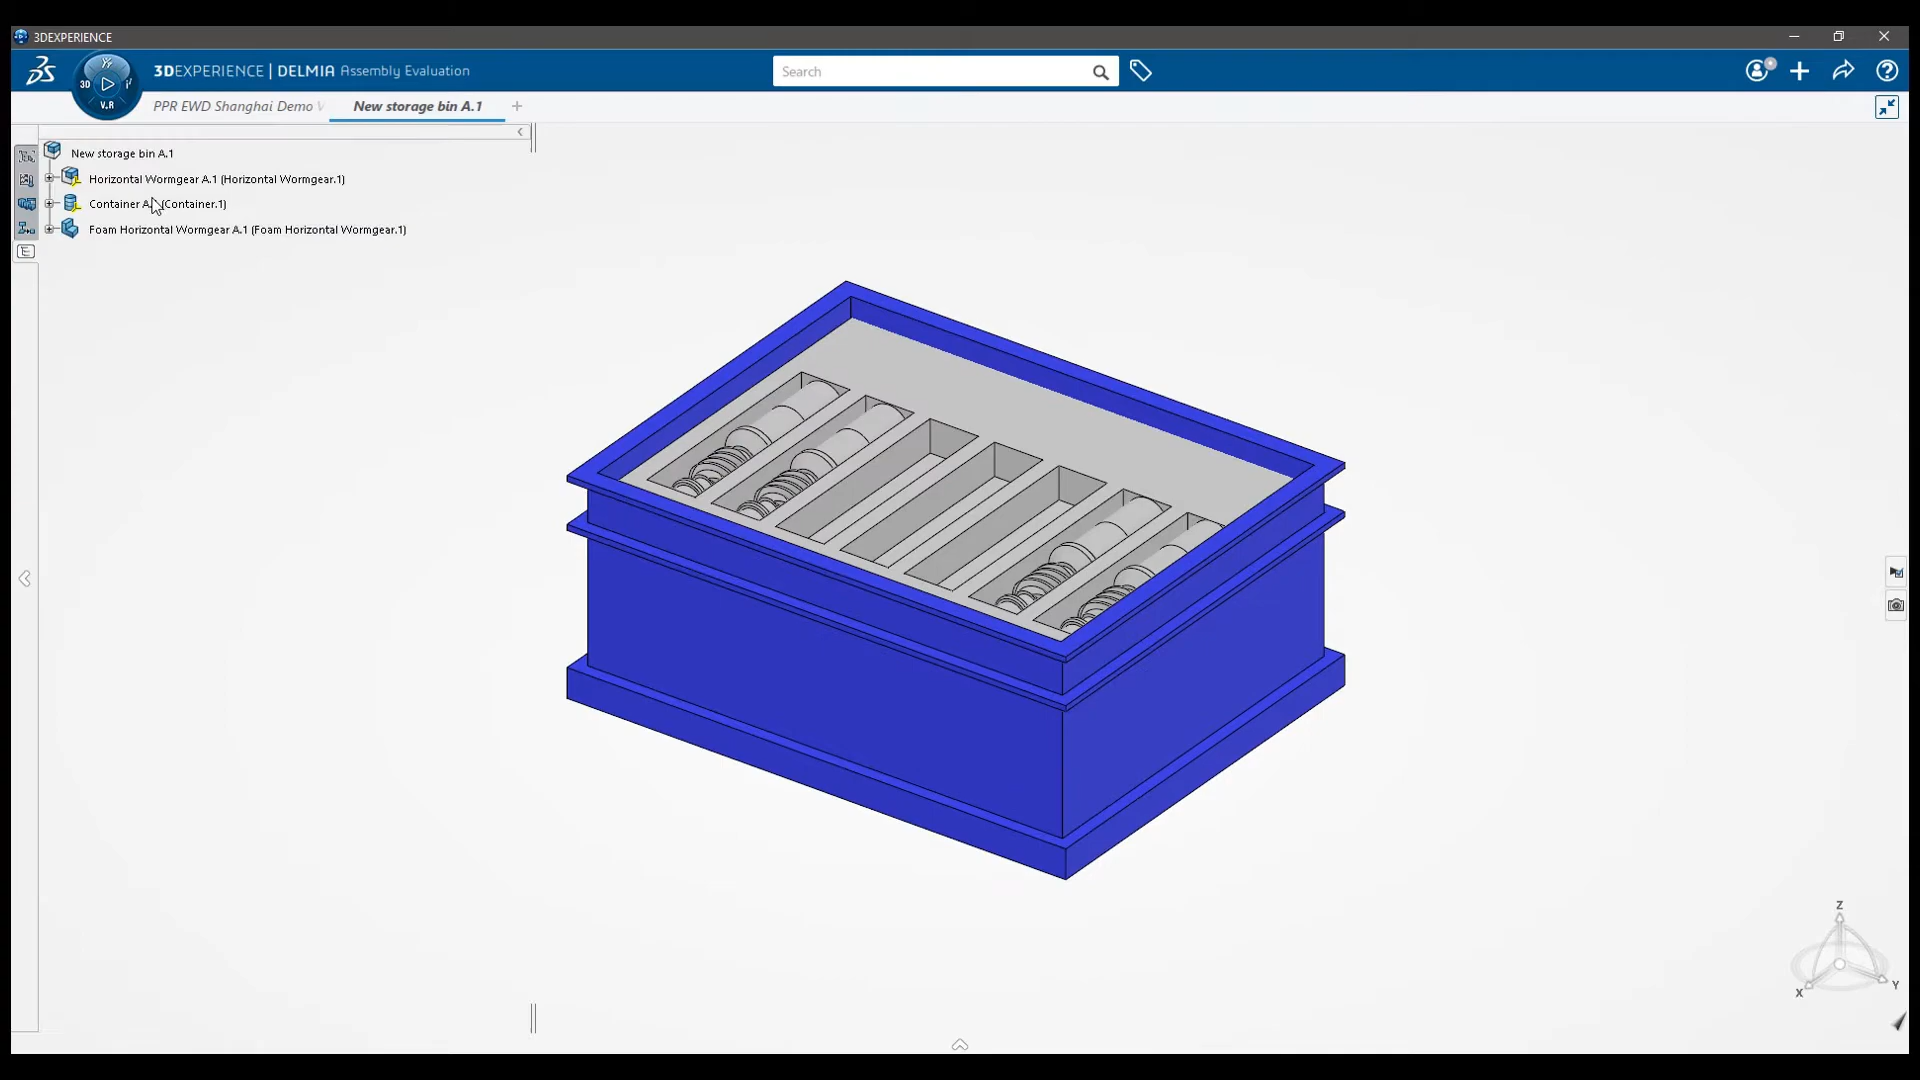 3DEXPERIENCE
3DEXPERIENCE | DELMIA Assembly Evaluation
Search
3D
V.R
PPR EWD Shanghai Demo
New storage bin A.1
New storage bin A.1
Horizontal Wormgear A.1 (Horizontal Wormgear.1)
Container (Container.1)
Foam Horizontal Wormgear A.1 (Foam Horizontal Wormgear.1)
Z
X
Y